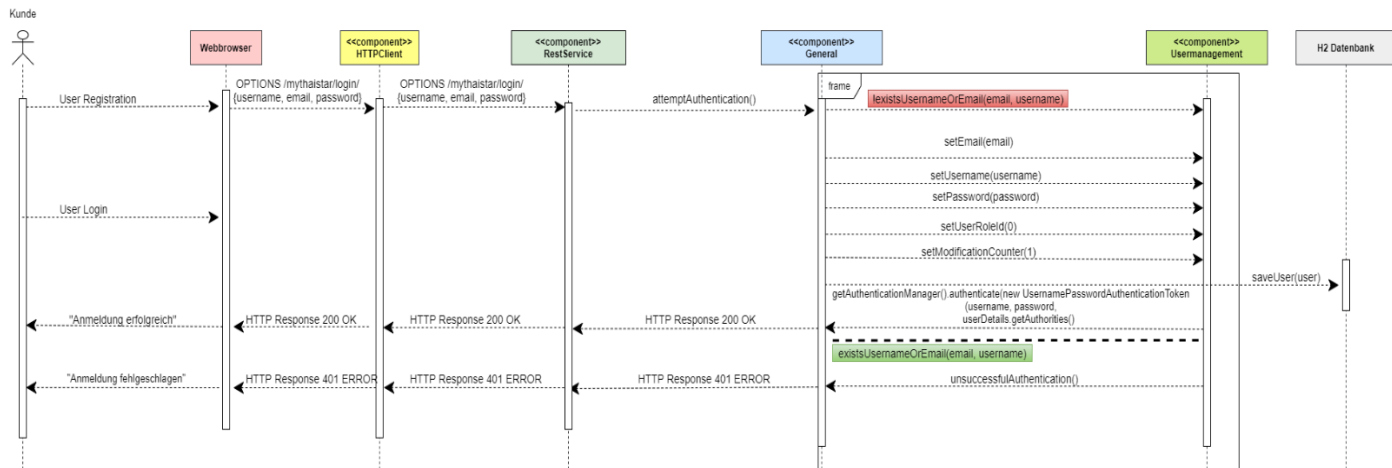 Kunde
Webbrowser
<<component>>
HTTPClient
<<component>>
RestService
<<component>>
General
<<component>>
Usermanagement
H2 Datenbank
frame
User Registration
OPTIONS /mythaistar/login/
{username, email, password}
OPTIONS /mythaistar/login/
{username, email, password}
attemptAuthentication()
!existsUsernameOrEmail(email, username)
setEmail(email)
setUsername(username)
setPassword(password)
User Login
setUserRoleId(0)
setModificationCounter(1)
saveUser(user)
getAuthenticationManager().authenticate(new UsernamePasswordAuthenticationToken
(username, password,
userDetails.getAuthorities()
"Anmeldung erfolgreich"
HTTP Response 200 OK
HTTP Response 200 OK
HTTP Response 200 OK
existsUsernameOrEmail(email, username)
"Anmeldung fehlgeschlagen"
HTTP Response 401 ERROR
HTTP Response 401 ERROR
HTTP Response 401 ERROR
unsuccessfulAuthentication()